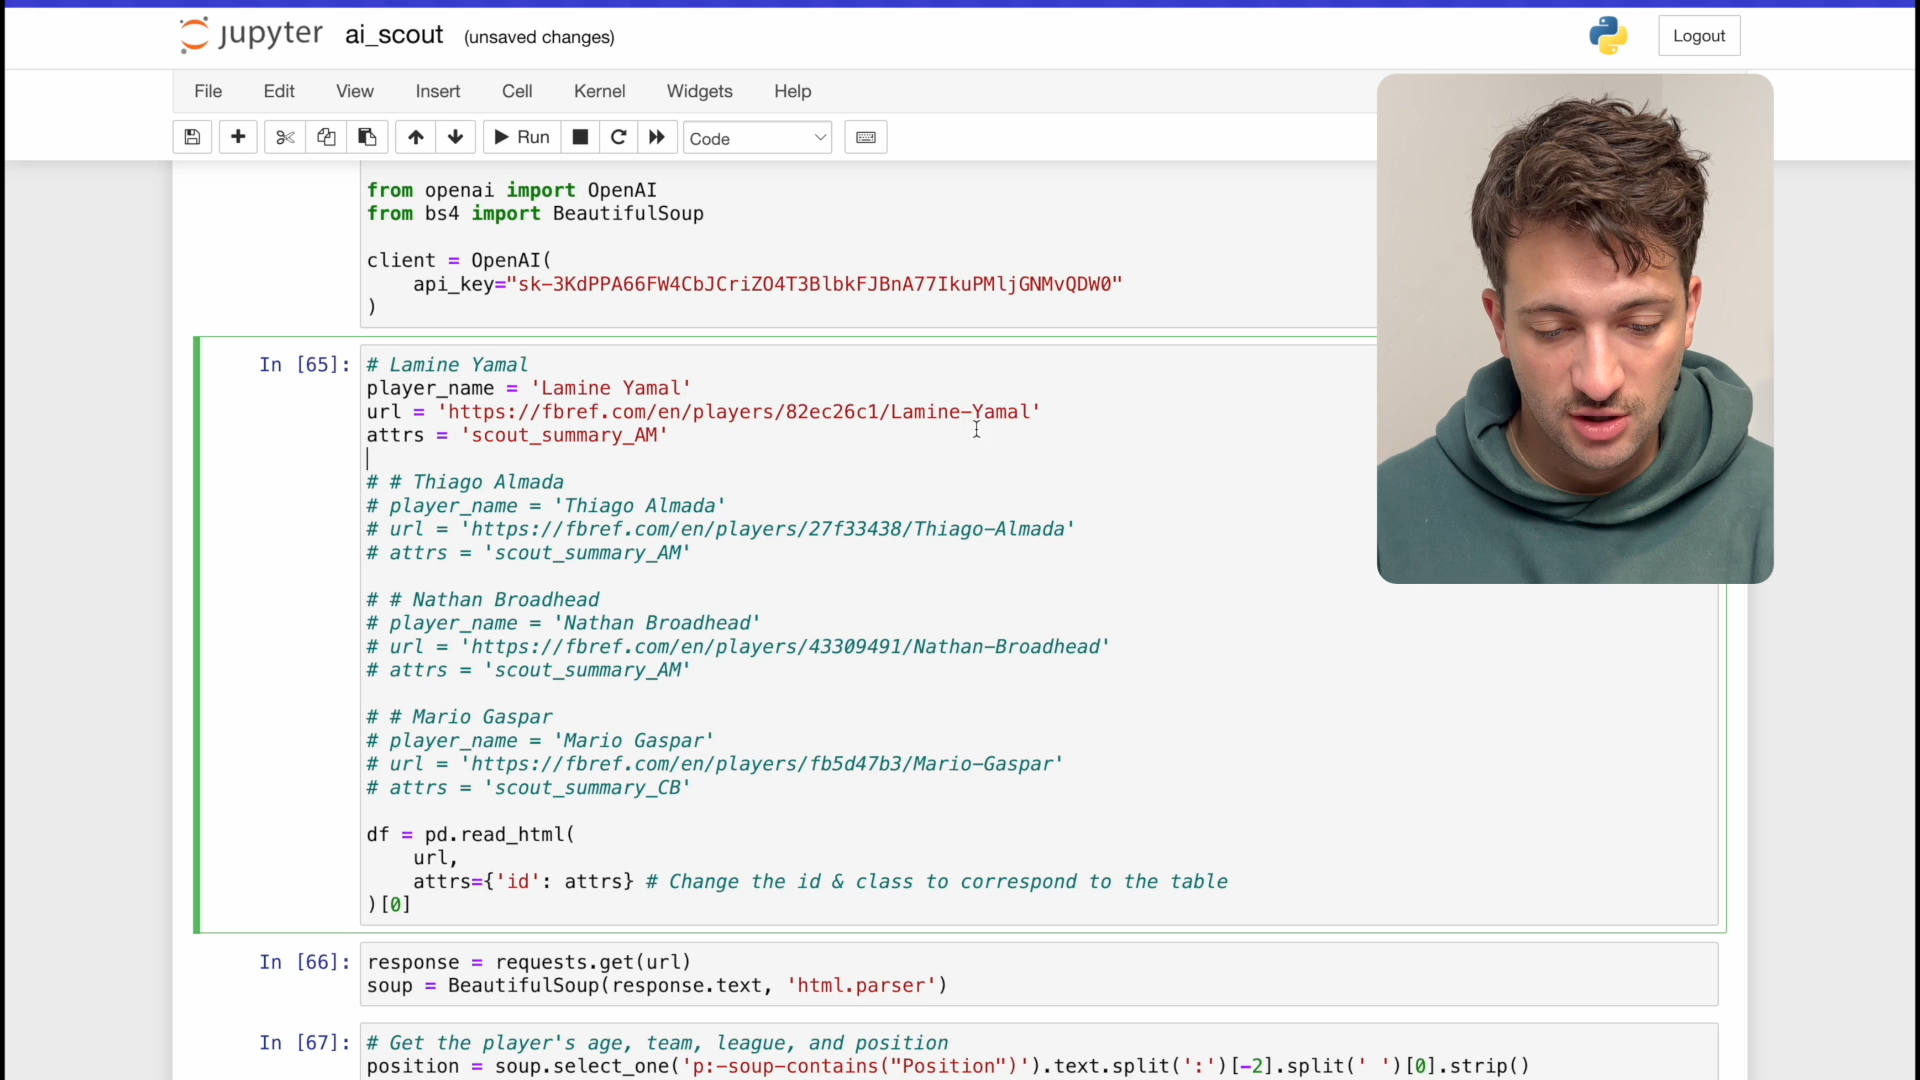 jupyter ai_scout (unsaved changes) Logout
File Edit View Insert Cell Kernel Widgets Help
Run Code
from openai import OpenAI
from bs4 import BeautifulSoup
client = OpenAI(
api_key="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"
)
In [65]: # Lamine Yamal
player_name = 'Lamine Yamal'
url = 'https://fbref.com/en/players/82ec26c1/Lamine-Yamal'
attrs = 'scout_summary_AM'
# # Thiago Almada
# player_name = 'Thiago Almada'
# url = 'https://fbref.com/en/players/27f33438/Thiago-Almada'
# attrs = 'scout_summary_AM'
# # Nathan Broadhead
# player_name = 'Nathan Broadhead'
# url = 'https://fbref.com/en/players/43309491/Nathan-Broadhead'
# attrs = 'scout_summary_AM'
# # Mario Gaspar
# player_name = 'Mario Gaspar'
# url = 'https://fbref.com/en/players/fb5d47b3/Mario-Gaspar'
# attrs = 'scout_summary_CB'
df = pd.read_html(
url,
attrs={'id': attrs} # Change the id & class to correspond to the table
)[0]
In [66]: response = requests.get(url)
soup = BeautifulSoup(response.text, 'html.parser')
In [67]: # Get the player's age, team, league, and position
position = soup.select_one('p:-soup-contains("Position")').text.split(':')[-2].split(' ')[0].strip()